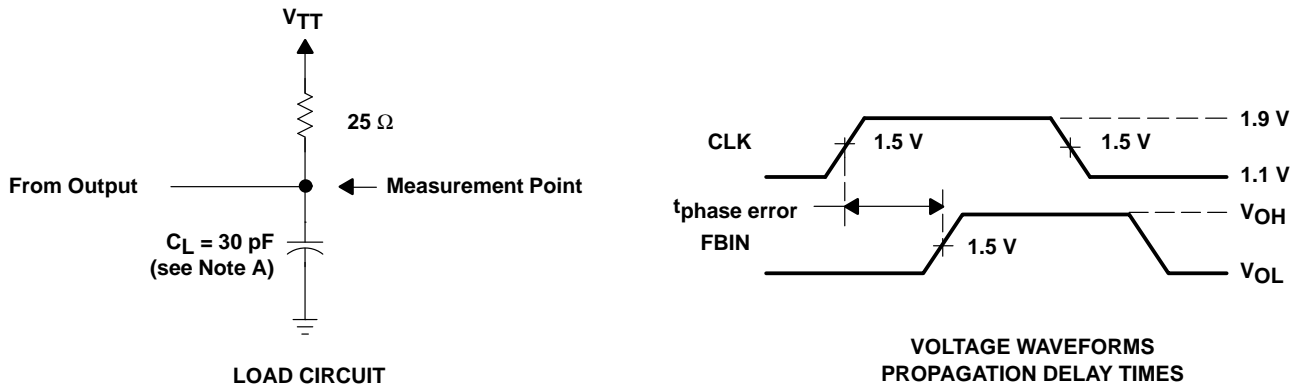 VTT
25 Ω
From Output
Measurement Point
CL = 30 pF
(see Note A)
LOAD CIRCUIT
CLK
1.5 V
1.5 V
1.9 V
1.1 V
tphase error
FBIN
1.5 V
VOH
VOL
VOLTAGE WAVEFORMS
PROPAGATION DELAY TIMES